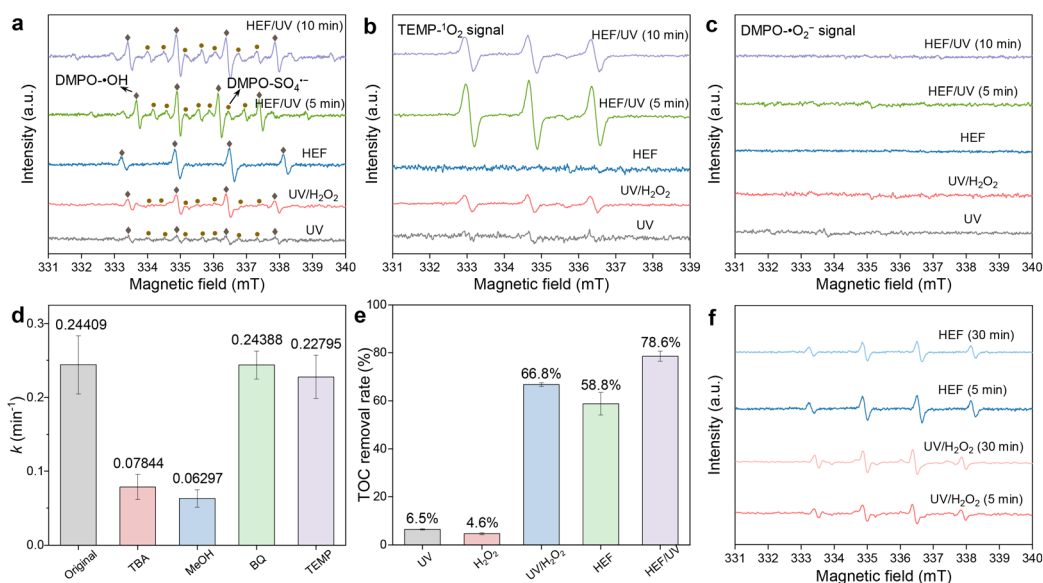 a
HEF/UV (10 min)
DMPO-•OH
DMPO-SO₄•⁻
HEF/UV (5 min)
HEF
UV/H₂O₂
UV
Intensity (a.u.)
331 332 333 334 335 336 337 338 339 340
Magnetic field (mT)
b
TEMP-¹O₂ signal
HEF/UV (10 min)
HEF/UV (5 min)
HEF
UV/H₂O₂
UV
Intensity (a.u.)
331 332 333 334 335 336 337 338 339
Magnetic field (mT)
c
DMPO-•O₂⁻ signal
HEF/UV (10 min)
HEF/UV (5 min)
HEF
UV/H₂O₂
UV
Intensity (a.u.)
331 332 333 334 335 336 337 338 339 340
Magnetic field (mT)
d
k (min⁻¹)
0.3
0.2
0.1
0.0
0.24409
0.07844
0.06297
0.24388
0.22795
Original
TBA
MeOH
BQ
TEMP
e
TOC removal rate (%)
100
80
60
40
20
0
6.5%
4.6%
66.8%
58.8%
78.6%
UV
H₂O₂
UV/H₂O₂
HEF
HEF/UV
f
HEF (30 min)
HEF (5 min)
UV/H₂O₂ (30 min)
UV/H₂O₂ (5 min)
Intensity (a.u.)
331 332 333 334 335 336 337 338 339 340
Magnetic field (mT)